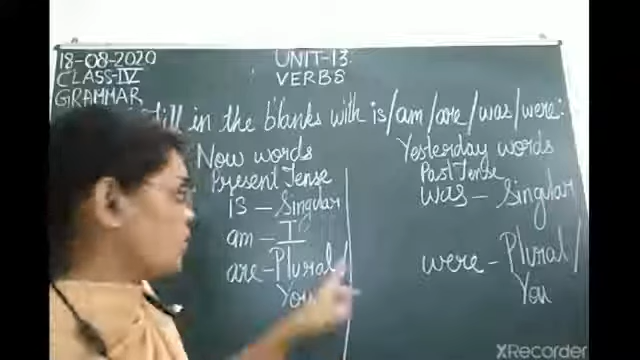 18-08-2020
CLASS-IV
GRAMMAR
UNIT-13
VERBS
fill in the blanks with is/am/are/was/were:
Now words
Present Tense
is - Singular
am - I
are - Plural/
You
Yesterday words
Past Tense
was - Singular
were - Plural/
You
XRecorder